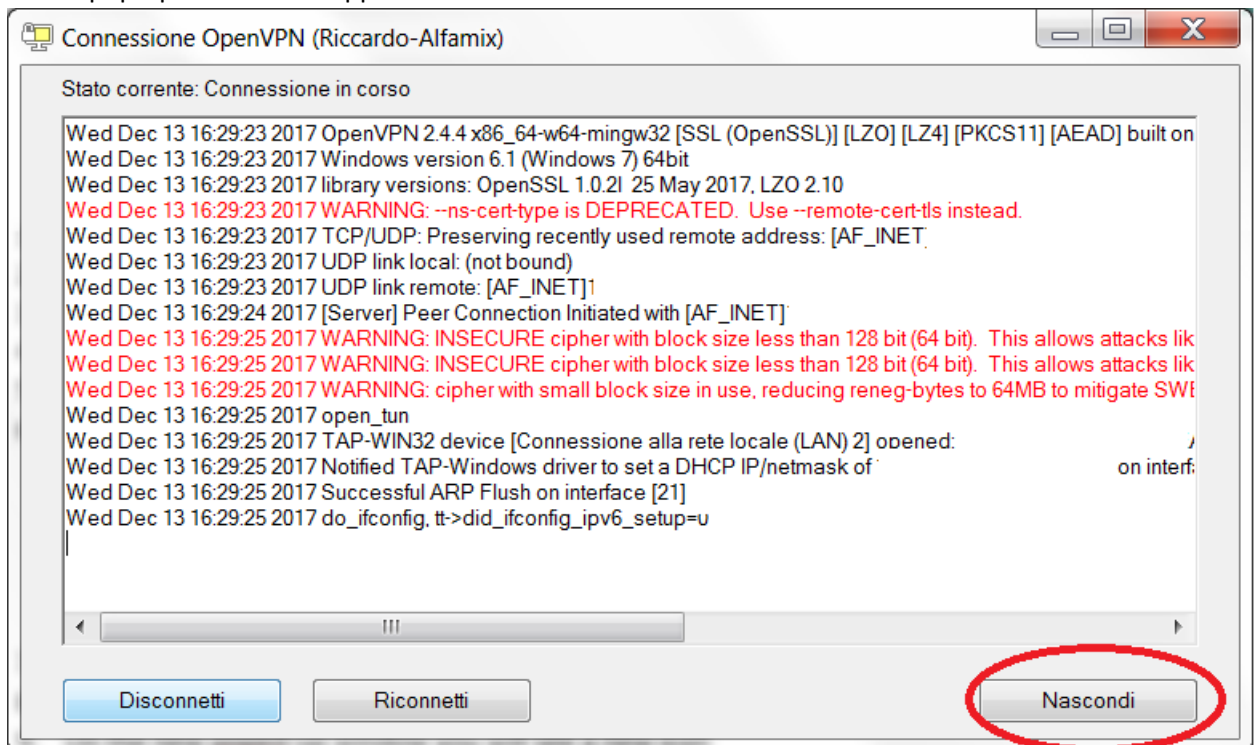 Connessione OpenVPN (Riccardo-Alfamix)
Stato corrente: Connessione in corso
Wed Dec 13 16:29:23 2017 OpenVPN 2.4.4 x86_64-w64-mingw32 [SSL (OpenSSL)] [LZO] [LZ4] [PKCS11] [AEAD] built on
Wed Dec 13 16:29:23 2017 Windows version 6.1 (Windows 7) 64bit
Wed Dec 13 16:29:23 2017 library versions: OpenSSL 1.0.2l 25 May 2017, LZO 2.10
Wed Dec 13 16:29:23 2017 WARNING: --ns-cert-type is DEPRECATED. Use --remote-cert-tls instead.
Wed Dec 13 16:29:23 2017 TCP/UDP: Preserving recently used remote address: [AF_INET]
Wed Dec 13 16:29:23 2017 UDP link local: (not bound)
Wed Dec 13 16:29:23 2017 UDP link remote: [AF_INET]1
Wed Dec 13 16:29:24 2017 [Server] Peer Connection Initiated with [AF_INET]
Wed Dec 13 16:29:25 2017 WARNING: INSECURE cipher with block size less than 128 bit (64 bit). This allows attacks lik
Wed Dec 13 16:29:25 2017 WARNING: INSECURE cipher with block size less than 128 bit (64 bit). This allows attacks lik
Wed Dec 13 16:29:25 2017 WARNING: cipher with small block size in use, reducing reneg-bytes to 64MB to mitigate SWE
Wed Dec 13 16:29:25 2017 open_tun
Wed Dec 13 16:29:25 2017 TAP-WIN32 device [Connessione alla rete locale (LAN) 2] opened:
Wed Dec 13 16:29:25 2017 Notified TAP-Windows driver to set a DHCP IP/netmask of on interf
Wed Dec 13 16:29:25 2017 Successful ARP Flush on interface [21]
Wed Dec 13 16:29:25 2017 do_ifconfig, tt->did_ifconfig_ipv6_setup=0
Disconnetti
Riconnetti
Nascondi